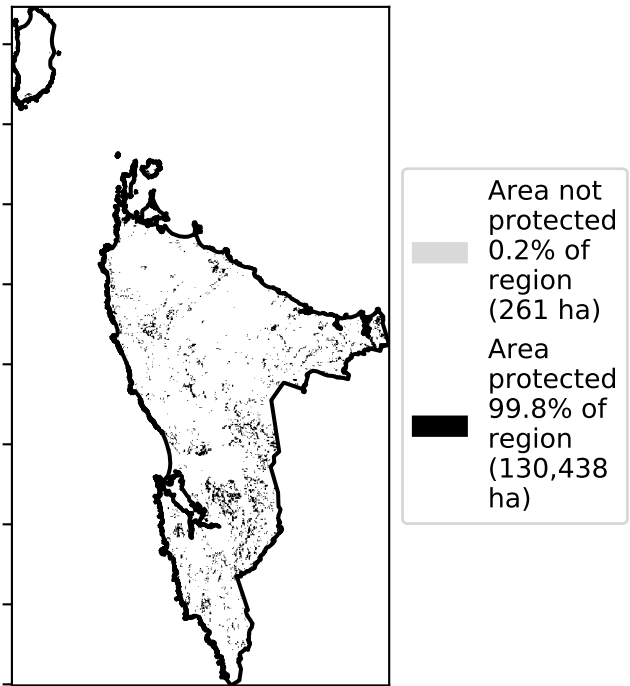 Area not
protected
0.2% of
region
(261 ha)
Area
protected
99.8% of
region
(130,438
ha)